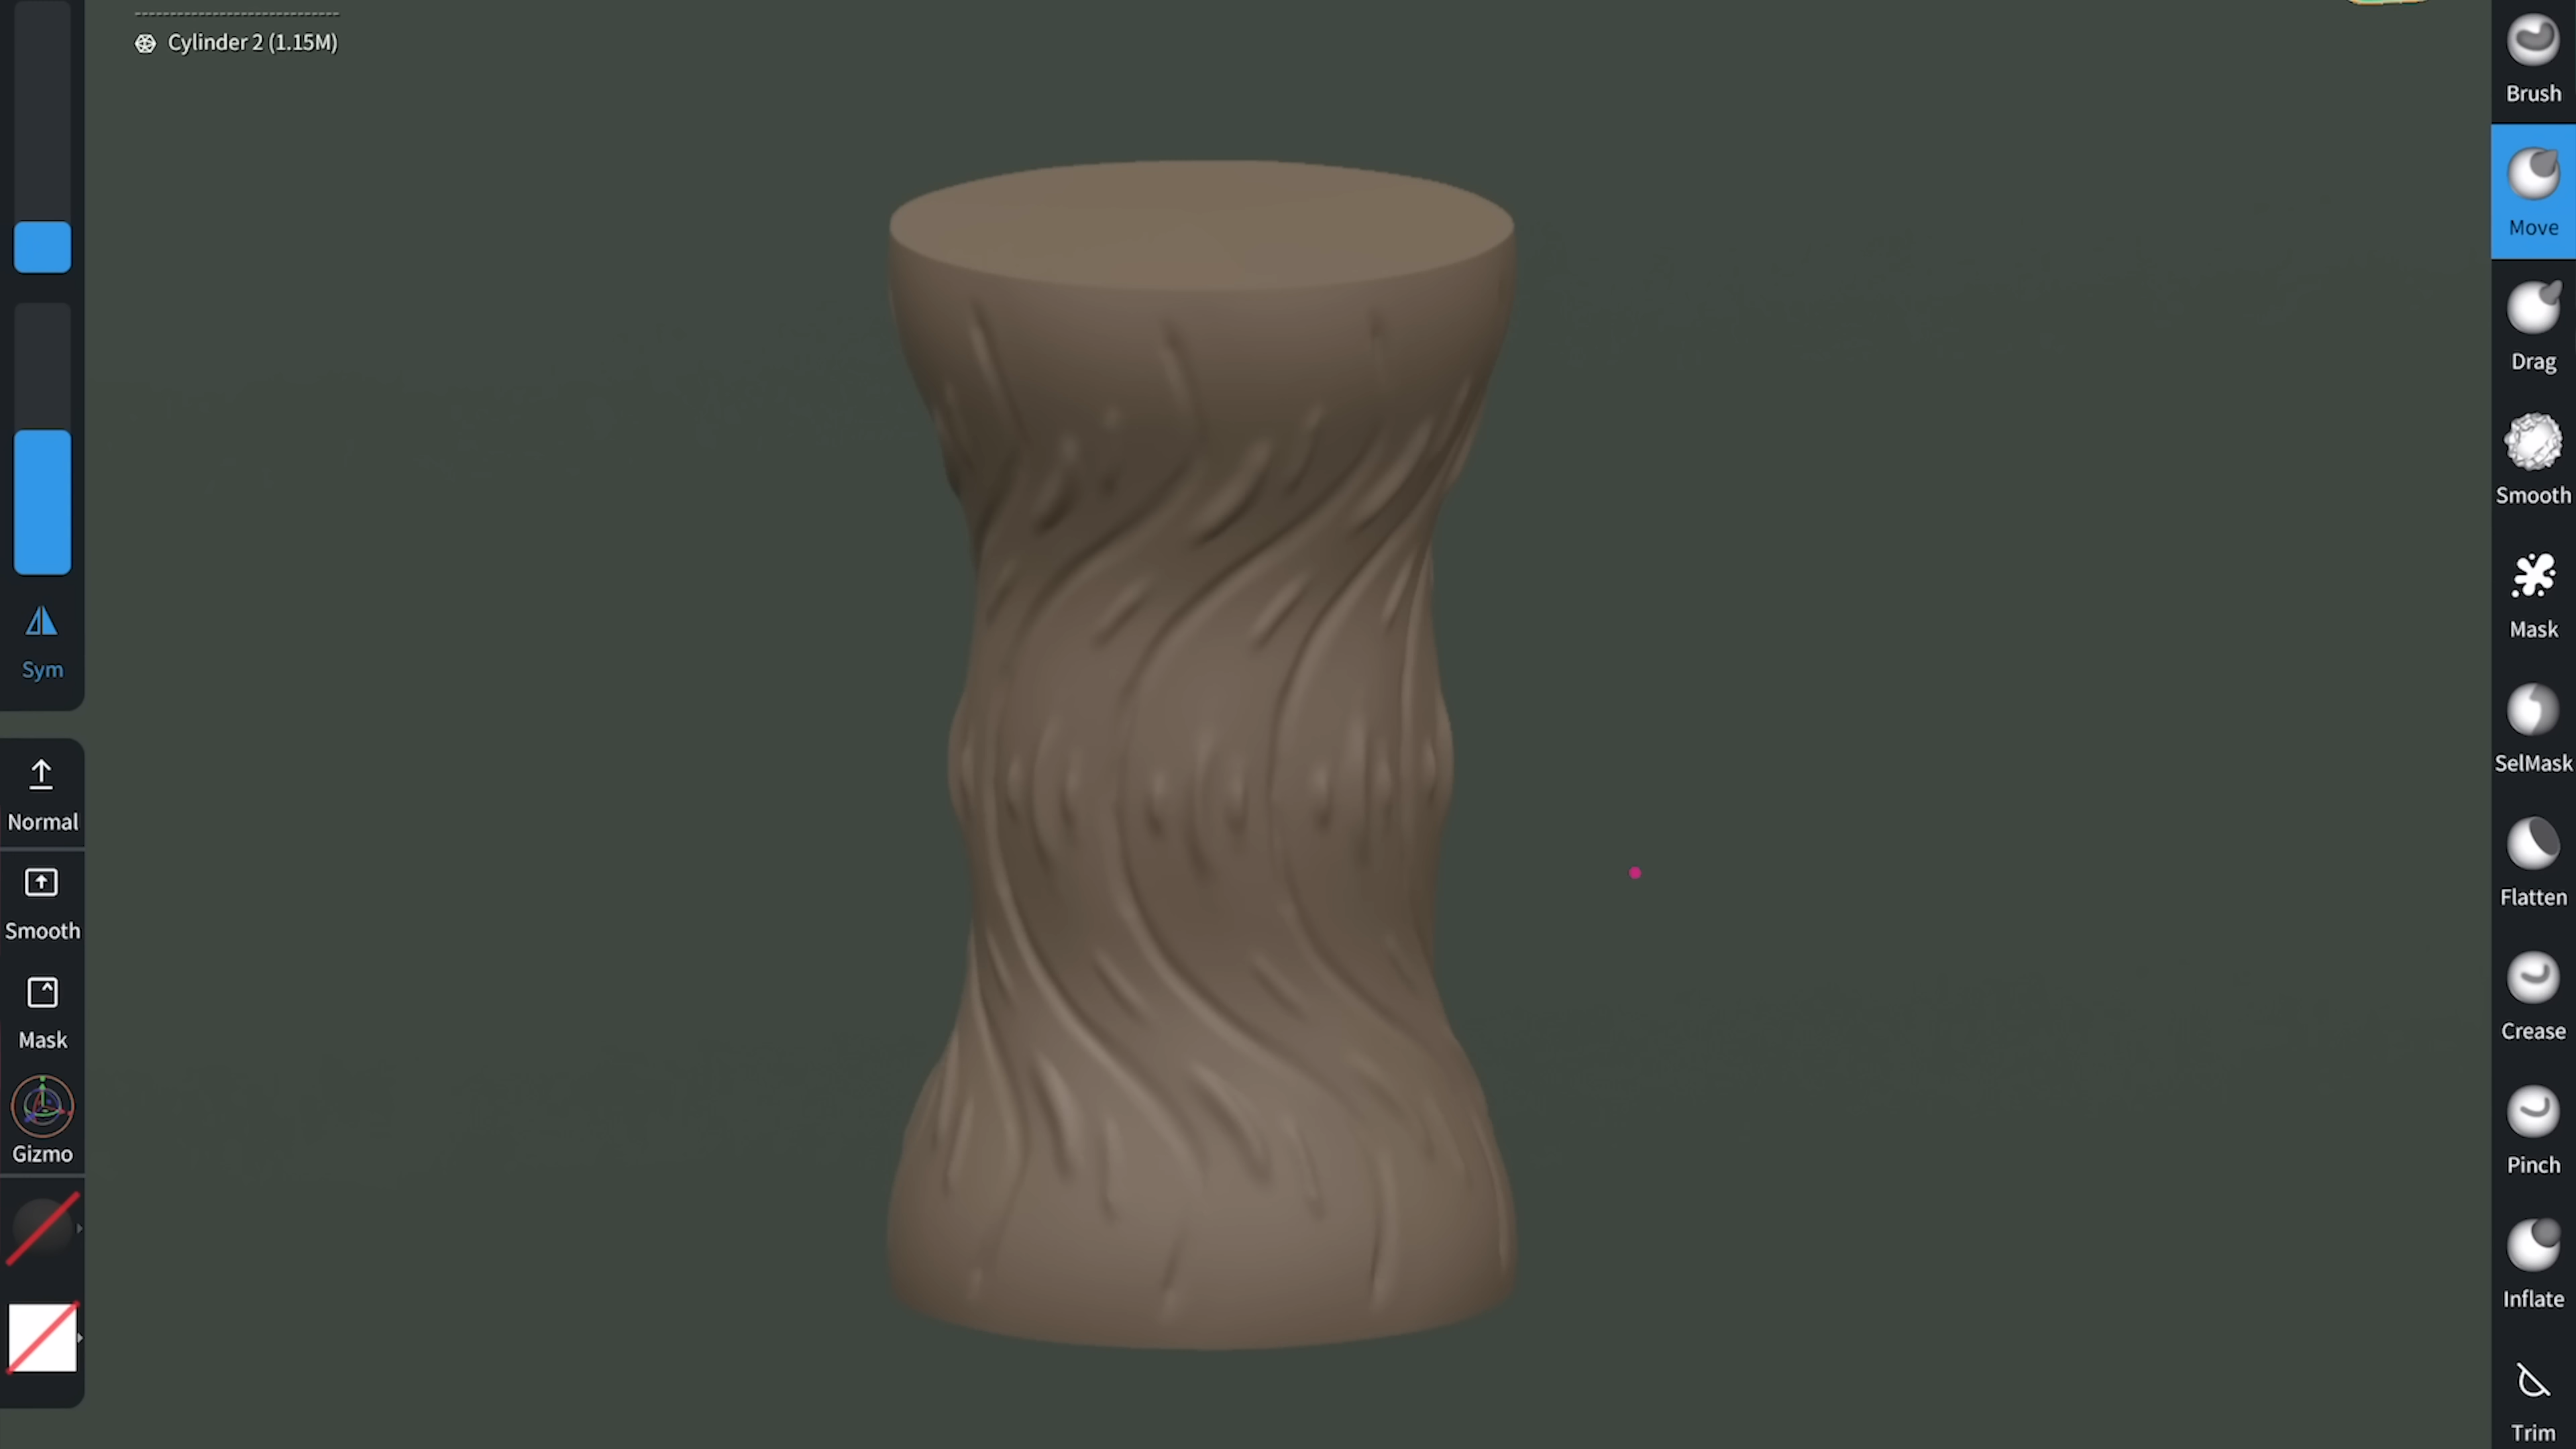 Cylinder 2 (1.15M)
Sym
Normal
Smooth
Mask
Gizmo
Brush
Move
Drag
Smooth
Mask
SelMask
Flatten
Crease
Pinch
Inflate
Trim